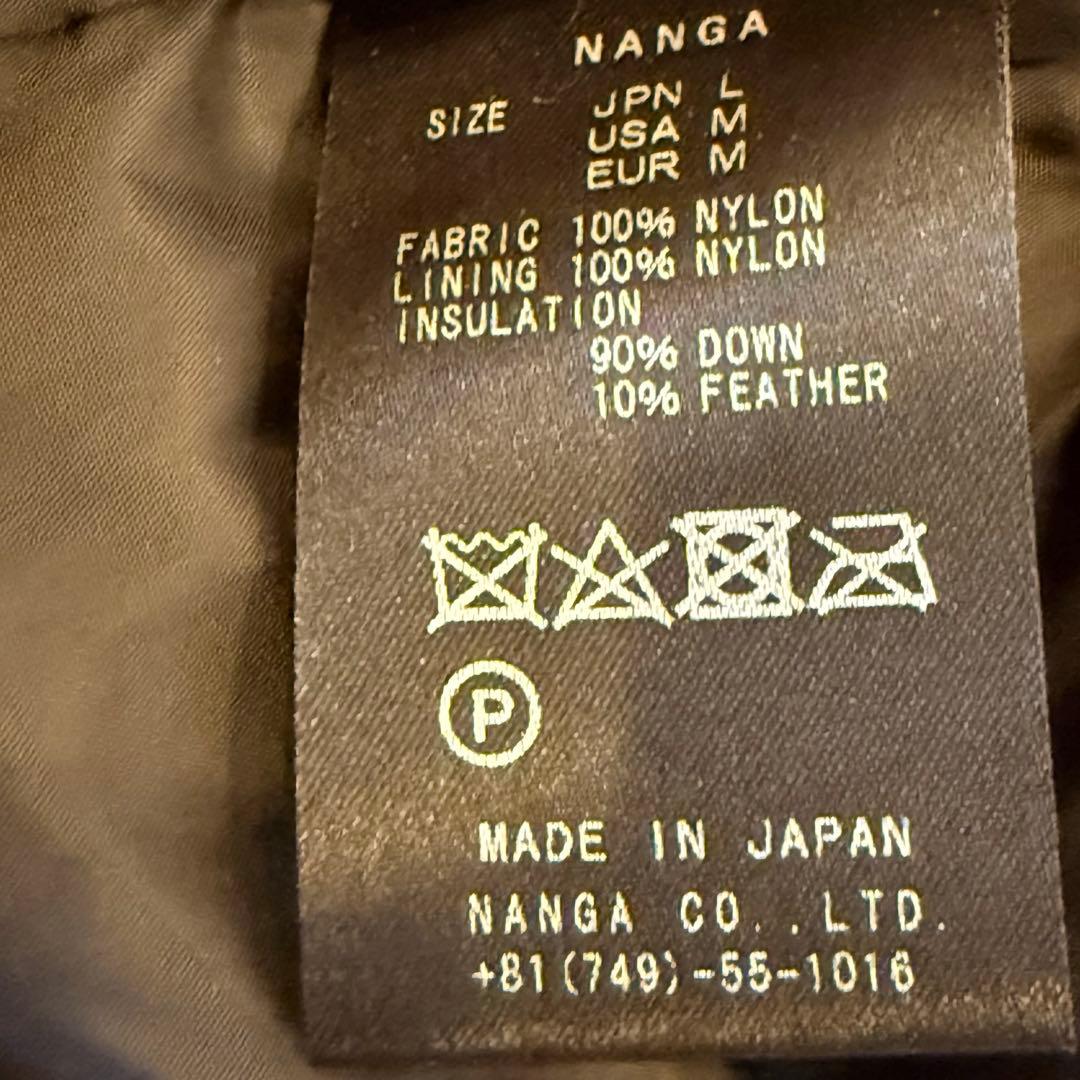 NANGA
SIZE JPN L
USA M
EUR M
FABRIC 100% NYLON
LINING 100% NYLON
INSULATION
90% DOWN
10% FEATHER
P
MADE IN JAPAN
NANGA CO.,LTD.
+81(749)-55-1016